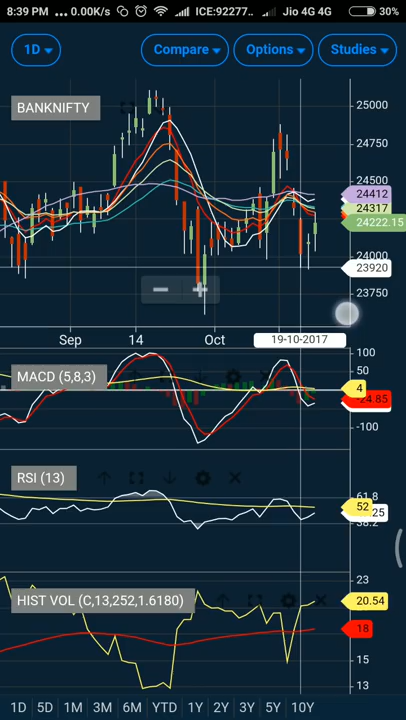 8:39 PM ... 0.00K/s ICE:92277.. Jio 4G 4G 30%
1D Compare Options Studies
BANKNIFTY
25000
24750
24500
24412
24317
24222.15
24000
23920
23750
Sep 14 Oct 19-10-2017
MACD (5,8,3)
100
50
4
-24.85
-100
RSI (13)
61.8
52
25
38.2
HIST VOL (C,13,252,1.6180)
23
20.54
18
15
13
1D 5D 1M 3M 6M YTD 1Y 2Y 3Y 5Y 10Y